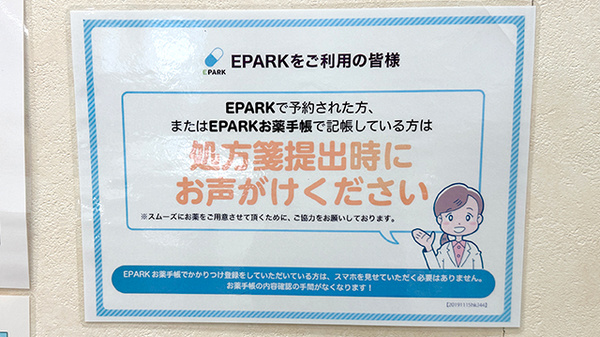 EPARK
EPARKをご利用の皆様
EPARKで予約された方、
またはEPARKお薬手帳で記帳している方は
処方箋提出時に
お声がけください
※スムーズにお薬をご用意させて頂くために、ご協力をお願いしております。
EPARKお薬手帳でかかりつけ登録をしていただいている方は、スマホを見せていただく必要はありません。
お薬手帳の内容確認の手間がなくなります！